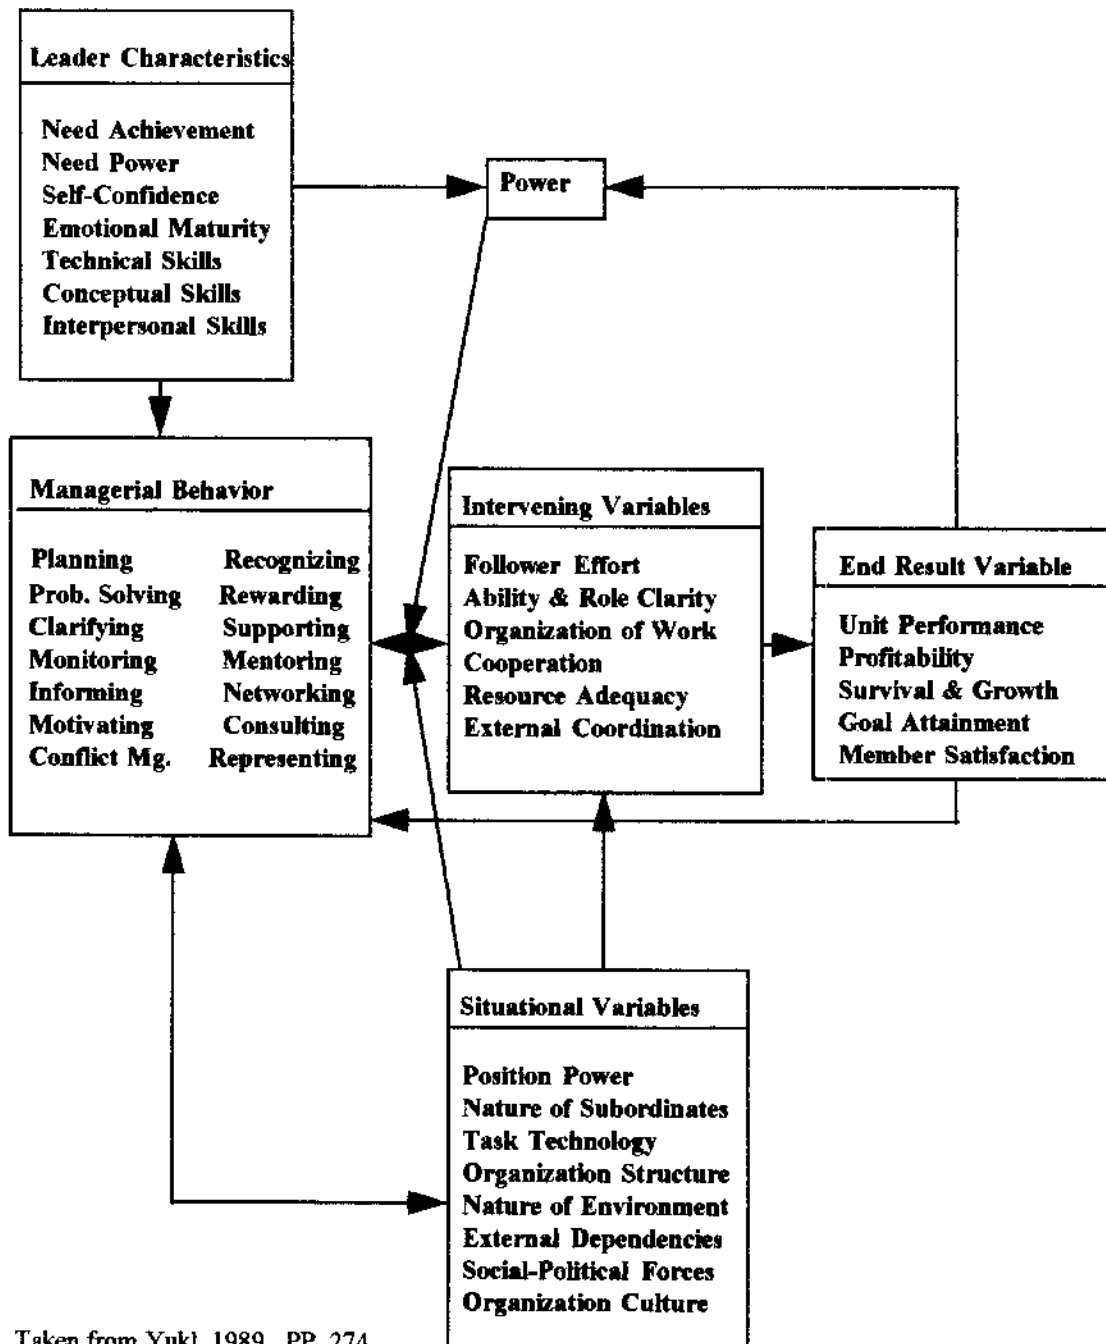 Leader Characteristics
Need Achievement
Need Power
Self-Confidence
Emotional Maturity
Technical Skills
Conceptual Skills
Interpersonal Skills
Power
Managerial Behavior
Planning Recognizing
Prob. Solving Rewarding
Clarifying Supporting
Monitoring Mentoring
Informing Networking
Motivating Consulting
Conflict Mg. Representing
Intervening Variables
Follower Effort
Ability & Role Clarity
Organization of Work
Cooperation
Resource Adequacy
External Coordination
End Result Variable
Unit Performance
Profitability
Survival & Growth
Goal Attainment
Member Satisfaction
Situational Variables
Position Power
Nature of Subordinates
Task Technology
Organization Structure
Nature of Environment
External Dependencies
Social-Political Forces
Organization Culture
Taken from Yukl, 1989, PP. 274